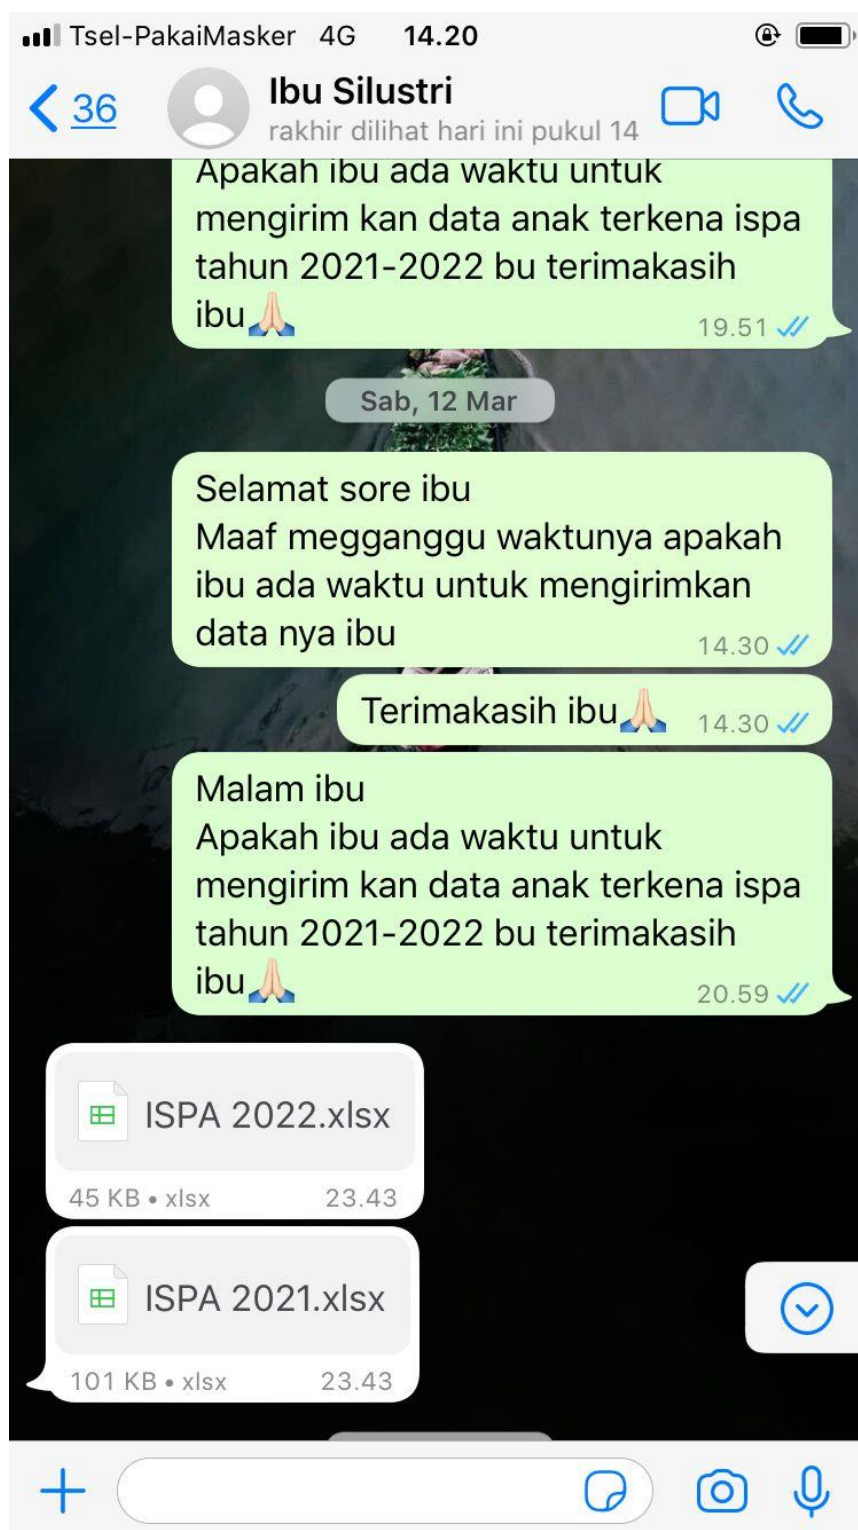 Tsel-PakaiMasker 4G 14.20
36
Ibu Silustri
rakhir dilihat hari ini pukul 14
Apakah ibu ada waktu untuk
mengirim kan data anak terkena ispa
tahun 2021-2022 bu terimakasih
ibu🙏🏻
19.51
Sab, 12 Mar
Selamat sore ibu
Maaf megganggu waktunya apakah
ibu ada waktu untuk mengirimkan
data nya ibu
14.30
Terimakasih ibu🙏🏻 14.30
Malam ibu
Apakah ibu ada waktu untuk
mengirim kan data anak terkena ispa
tahun 2021-2022 bu terimakasih
ibu🙏🏻
20.59
ISPA 2022.xlsx
45 KB • xlsx 23.43
ISPA 2021.xlsx
101 KB • xlsx 23.43